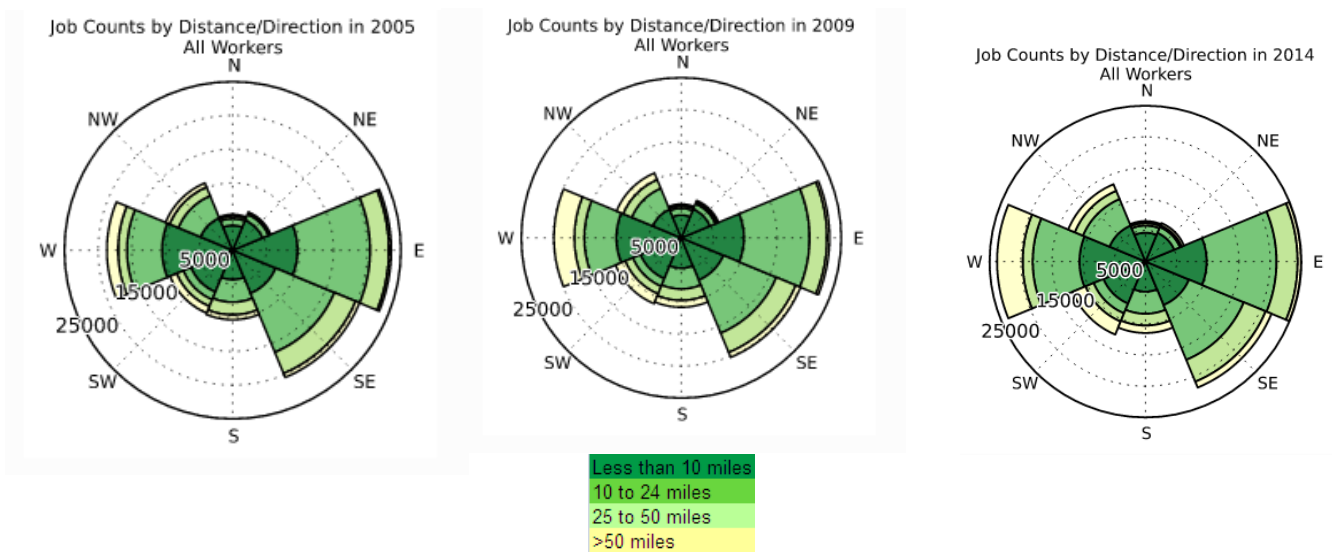 Job Counts by Distance/Direction in 2005
All Workers
N
NW
NE
W
E
5000
15000
25000
SW
SE
S
Job Counts by Distance/Direction in 2009
All Workers
N
NW
NE
W
E
5000
15000
25000
SW
SE
S
Job Counts by Distance/Direction in 2014
All Workers
N
NW
NE
W
E
5000
15000
25000
SW
SE
S
Less than 10 miles
10 to 24 miles
25 to 50 miles
>50 miles